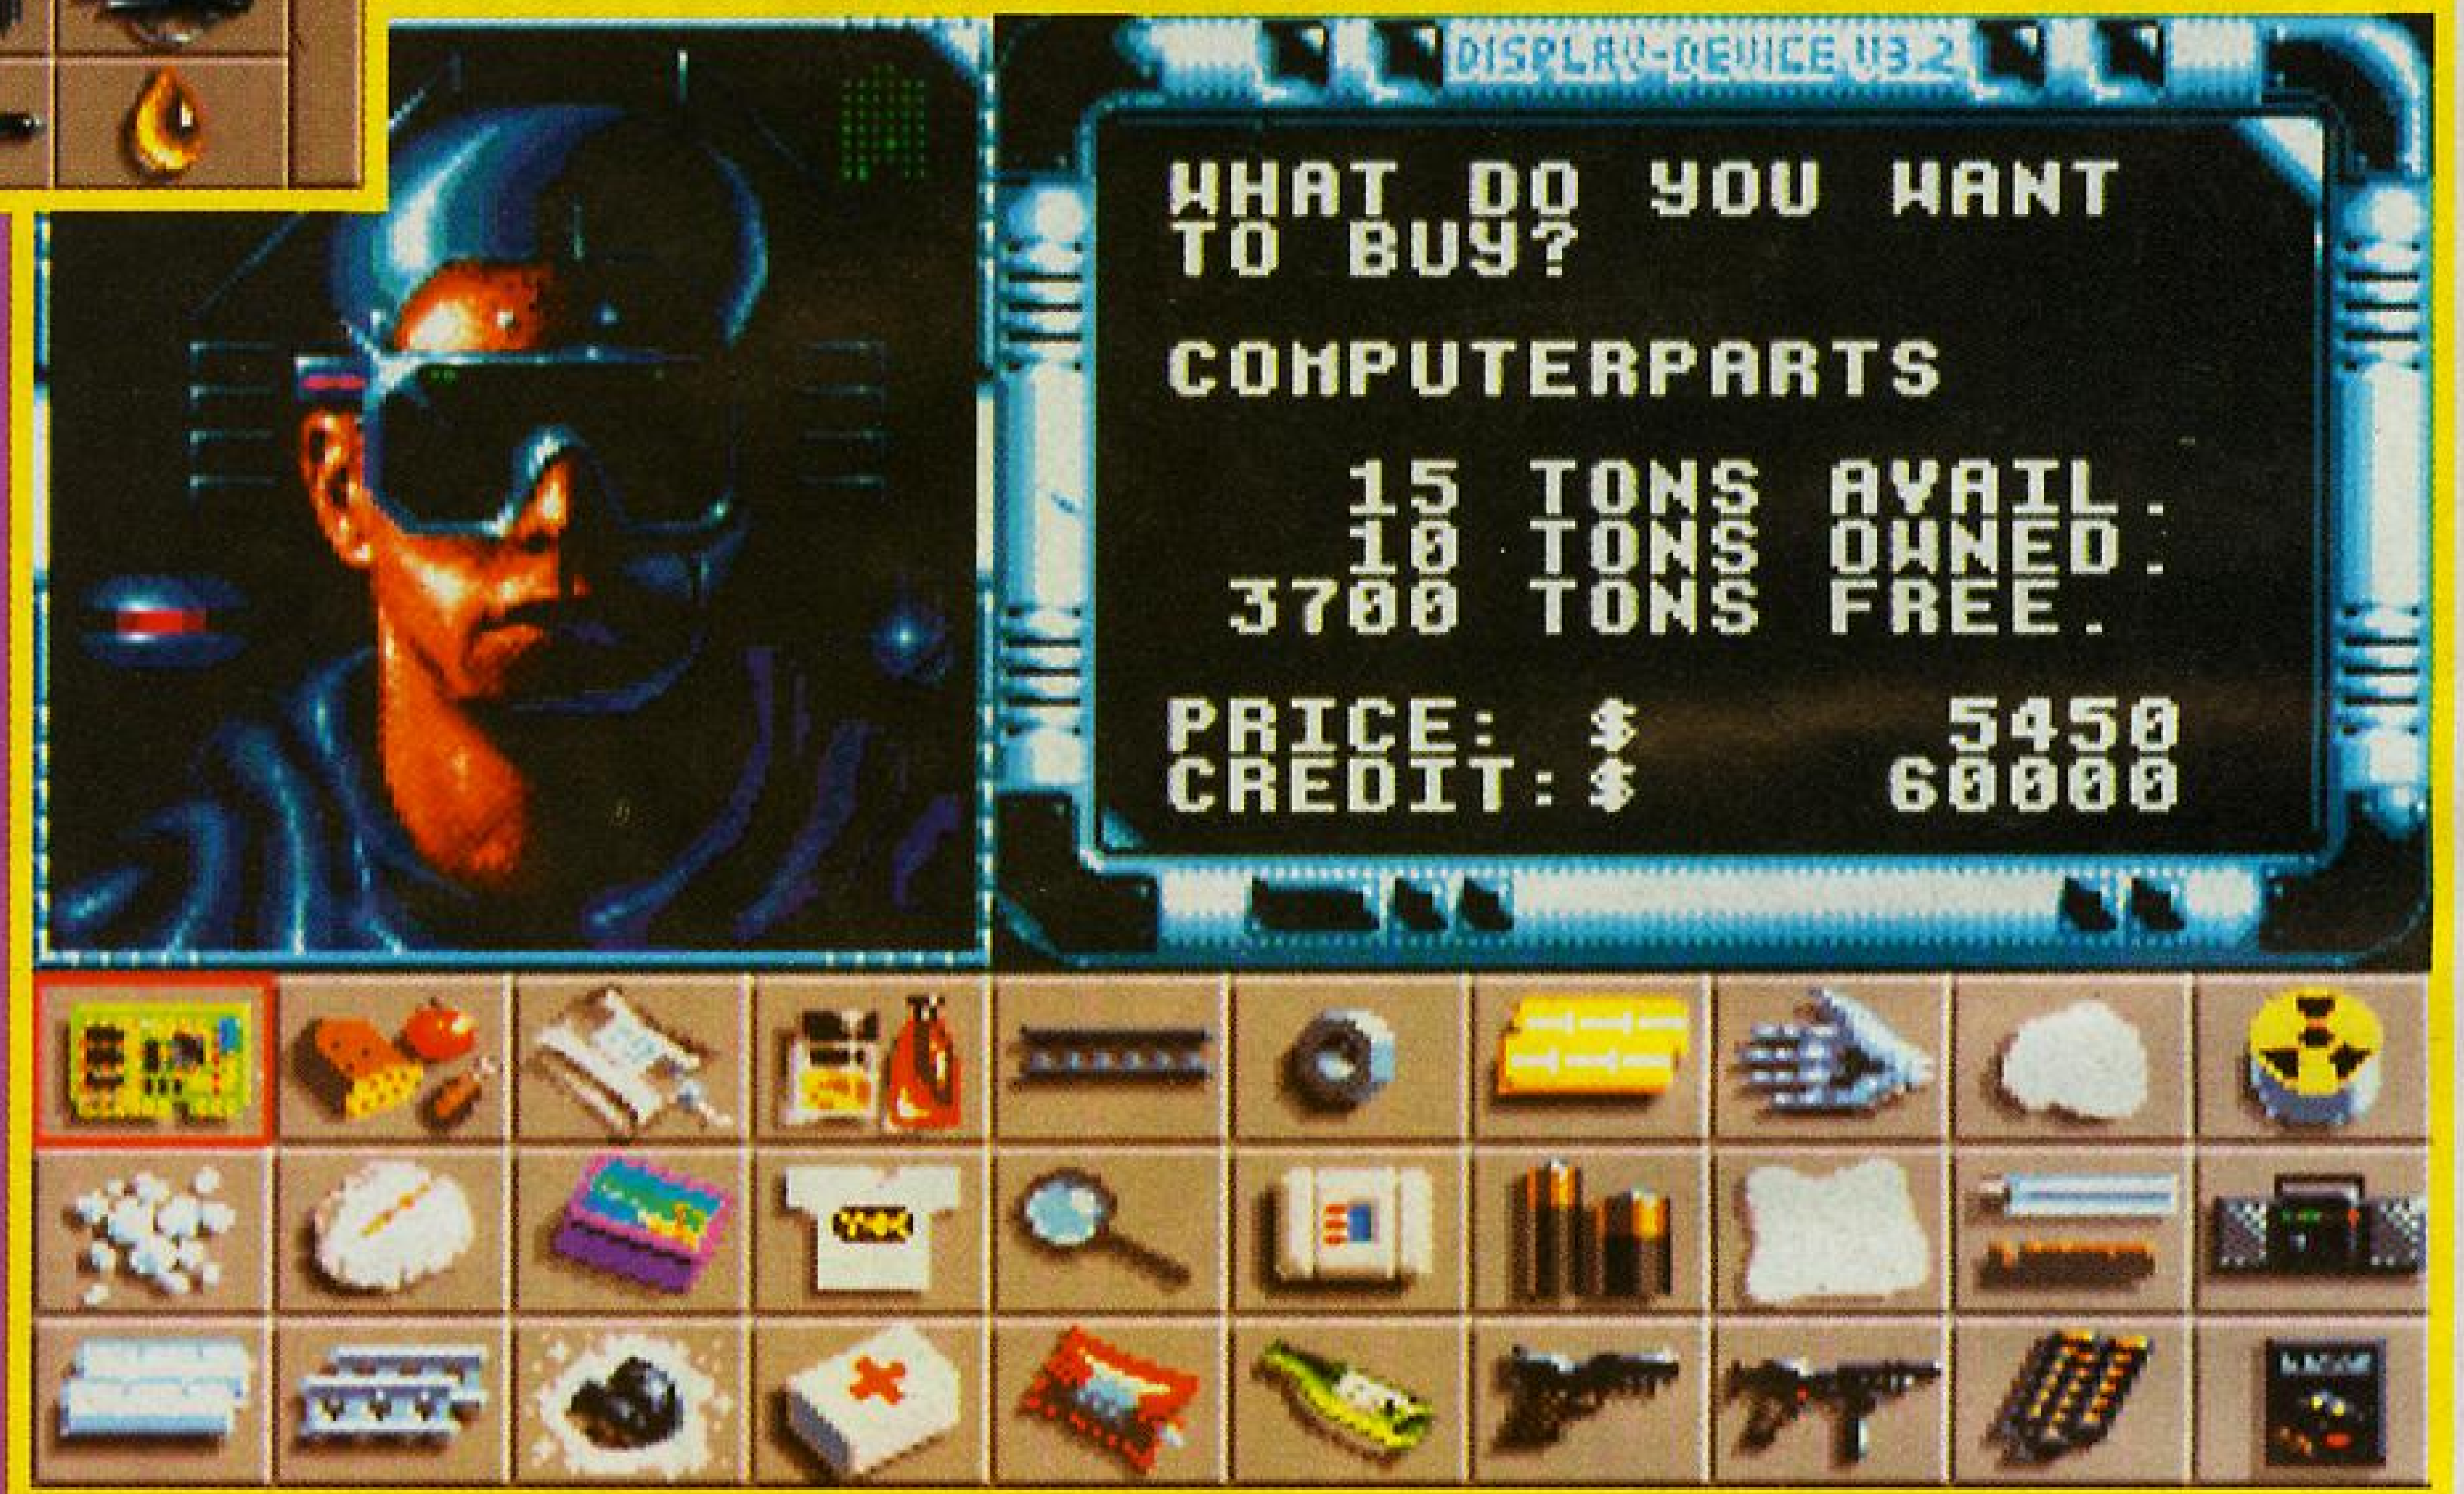 DISPLAY-DEVICE V3.2
WHAT DO YOU WANT
TO BUY?
COMPUTERPARTS
15 TONS AVAIL.
10 TONS OWNED.
3700 TONS FREE.
PRICE: $ 5450
CREDIT:$ 60000